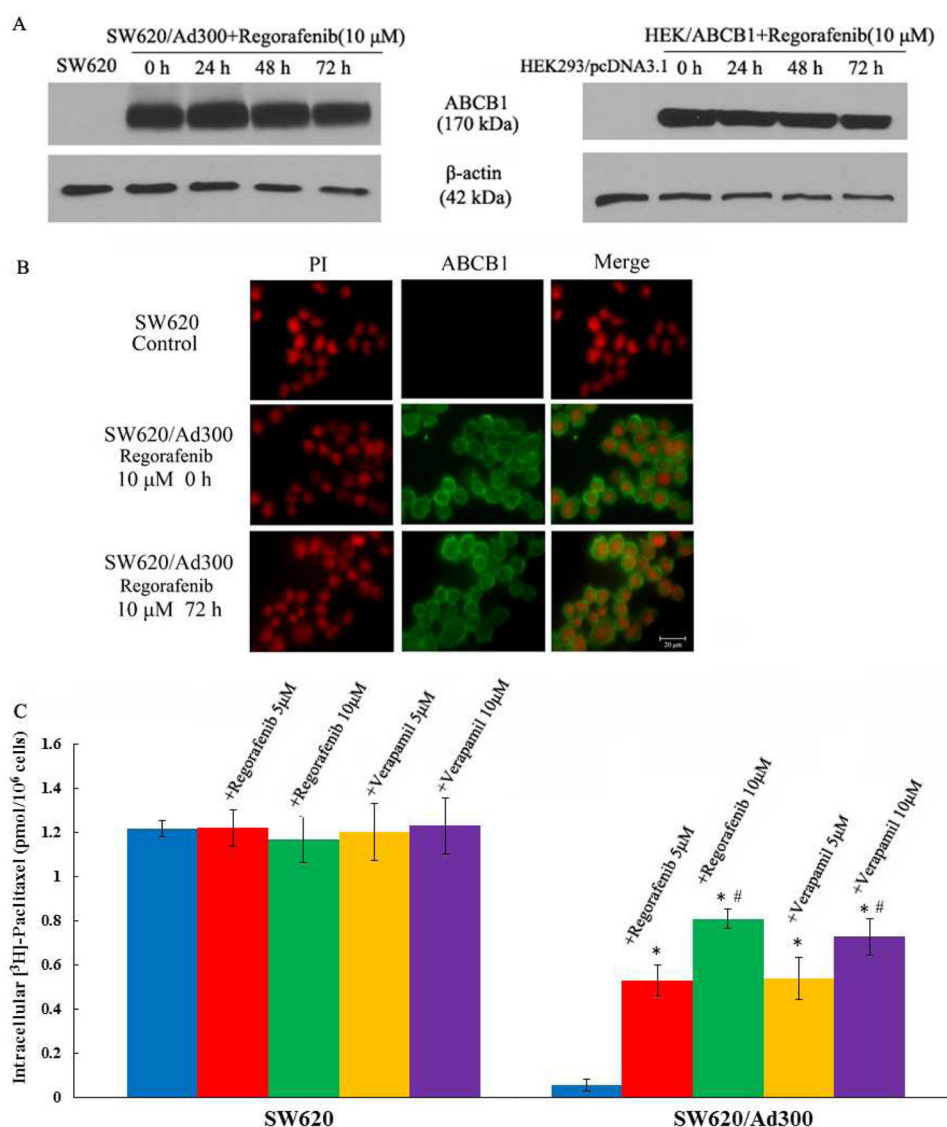 A
SW620/Ad300+Regorafenib(10 μM)
SW620 0 h 24 h 48 h 72 h
HEK/ABCB1+Regorafenib(10 μM)
HEK293/pcDNA3.1 0 h 24 h 48 h 72 h
ABCB1
(170 kDa)
β-actin
(42 kDa)
B
PI ABCB1 Merge
SW620
Control
SW620/Ad300
Regorafenib
10 μM 0 h
SW620/Ad300
Regorafenib
10 μM 72 h
20 μm
C
Intracellular [³H]-Paclitaxel (pmol/10⁶ cells)
1.6
1.4
1.2
1
0.8
0.6
0.4
0.2
0
+Regorafenib 5μM
+Regorafenib 10μM
+Verapamil 5μM
+Verapamil 10μM
+Regorafenib 5μM
*
+Regorafenib 10μM
* #
+Verapamil 5μM
*
+Verapamil 10μM
* #
SW620 SW620/Ad300